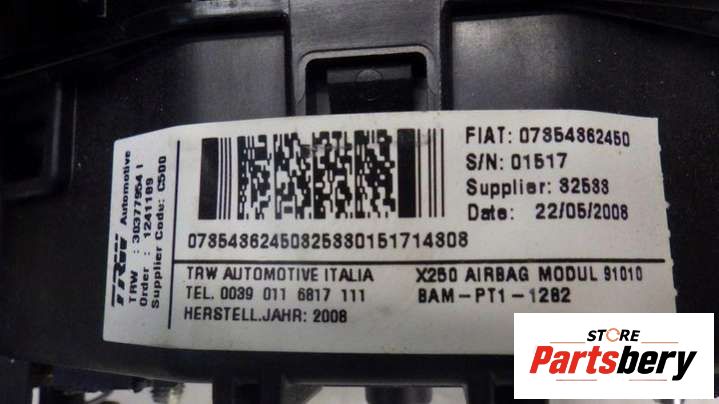 TRW Automotive
TRW : 30377954 I
Order : 1241189
Supplier Code: C500
FIAT: 07354362450
S/N: 01517
Supplier: 32533
Date: 22/05/2008
07354362450325330151714308
TRW AUTOMOTIVE ITALIA
TEL. 0039 011 6817 111
HERSTELL.JAHR: 2008
X250 AIRBAG MODUL 91010
BAM-PT1-1282
STORE
Partsbery